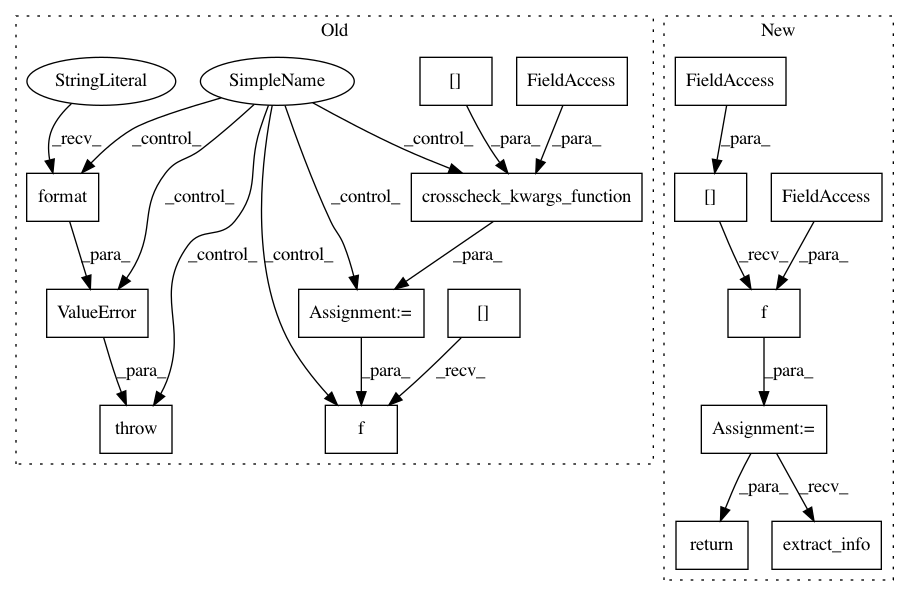 Old
New
StringLiteral
SimpleName
[]
FieldAccess
FieldAccess
_recv_
_control_
_control_
_para_
_para_
_para_
format
_control_
_control_
crosscheck_kwargs_function
[]
FieldAccess
_para_
_control_
_control_
_para_
_recv_
_para_
ValueError
Assignment:=
[]
f
_para_
_para_
_recv_
_para_
throw
f
Assignment:=
_para_
_recv_
return
extract_info